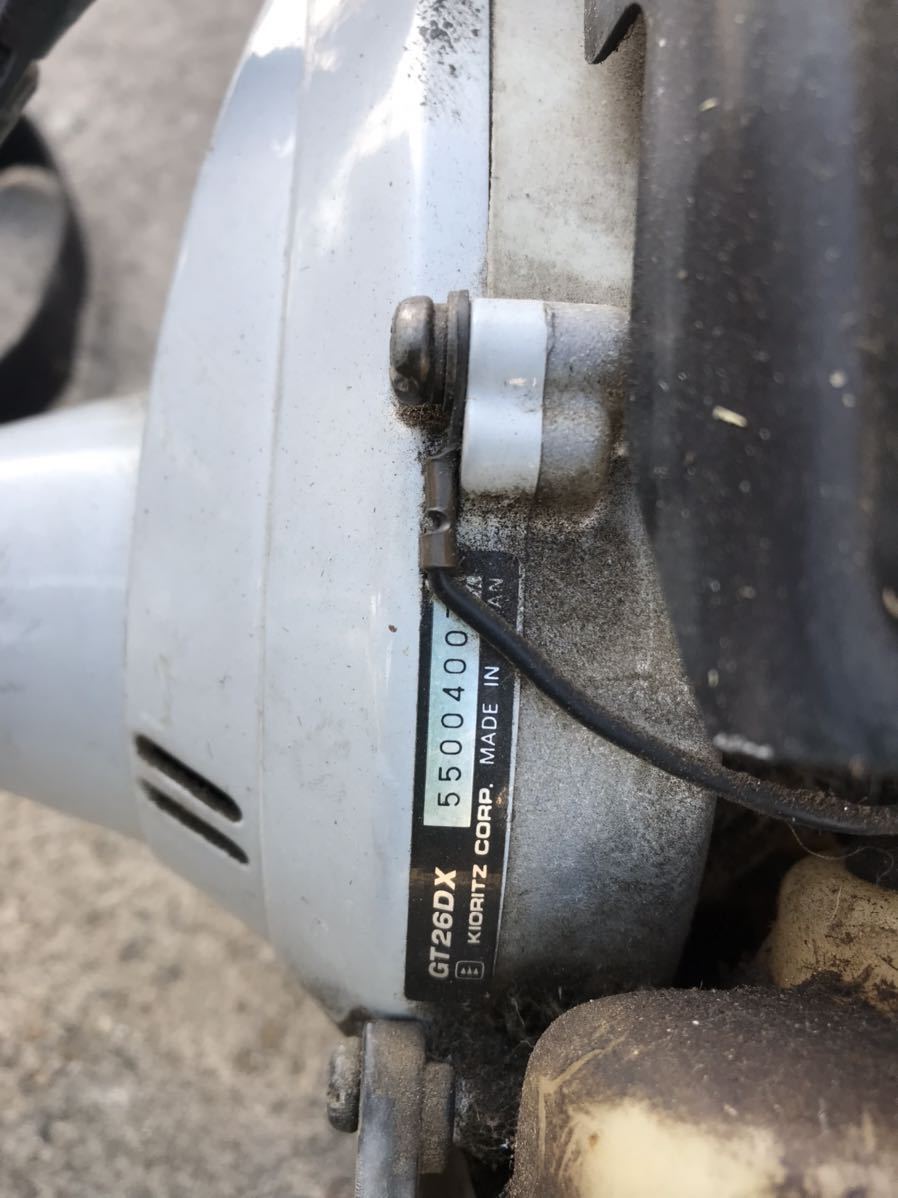 GT26DX 5500400
KIORITZ CORP. MADE IN